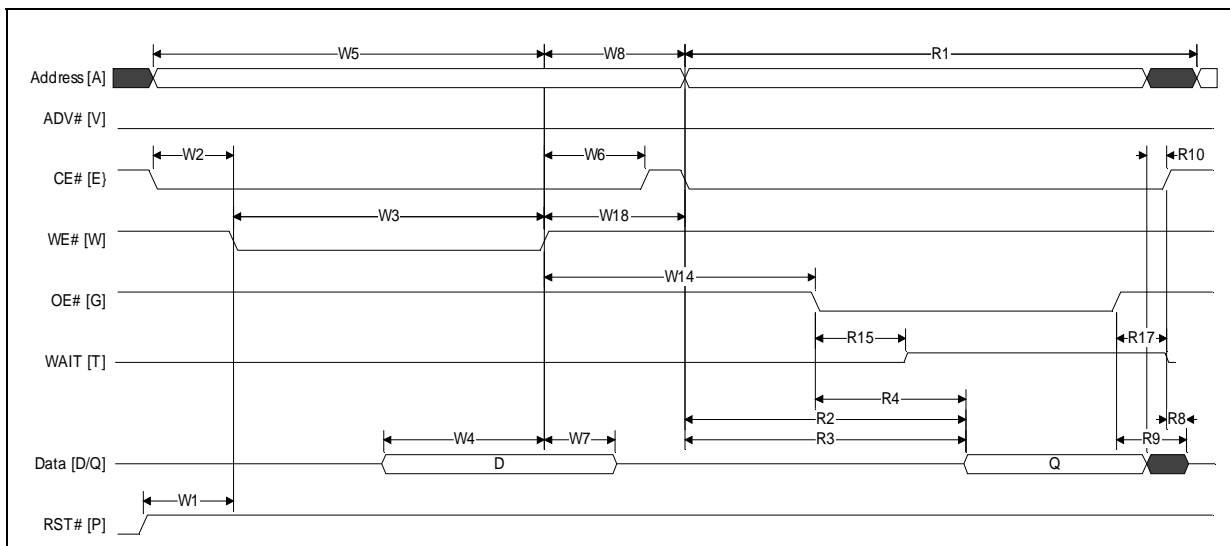 W5 W8 R1
Address [A]
ADV# [V]
W2 W6 R10
CE# [E}
W3 W18
WE# [W]
W14
OE# [G]
R15 R17
WAIT [T]
R4
R2 R8
W4 W7 R3 R9
Data [D/Q] D Q
W1
RST# [P]